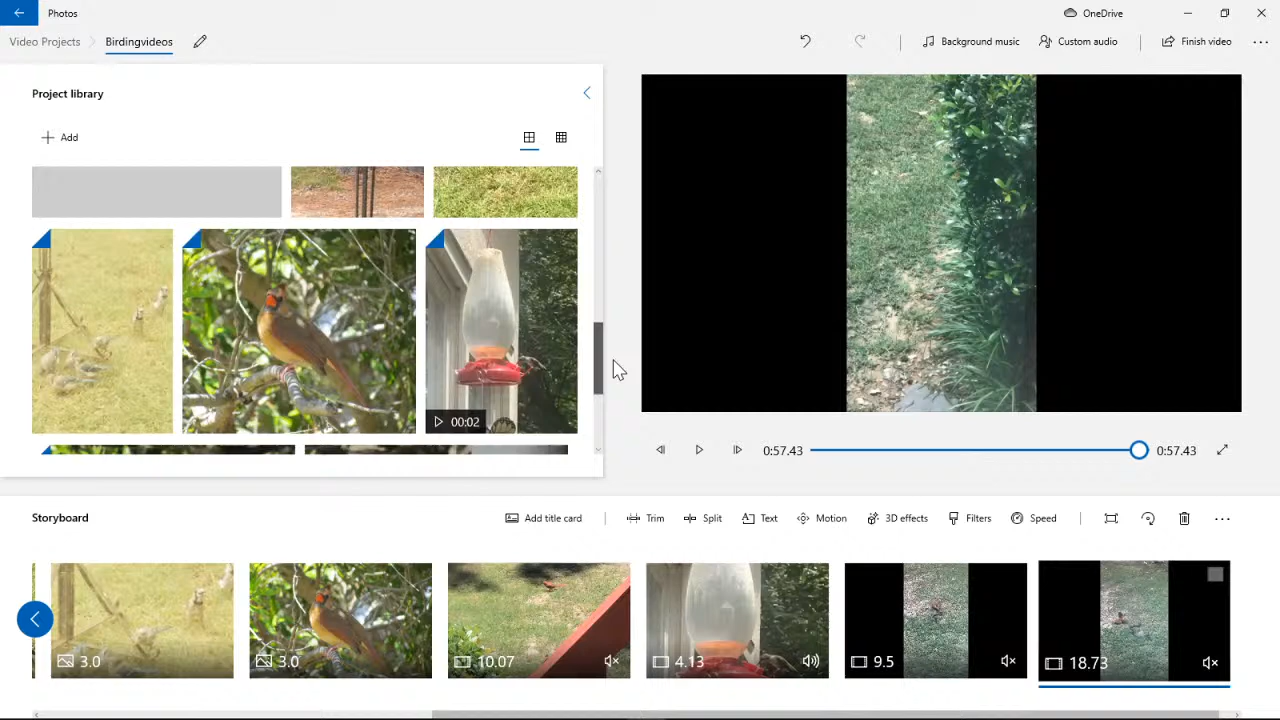 Photos
OneDrive
Video Projects
Birdingvideos
Background music
Custom audio
Finish video
Project library
Add
00:02
0:57.43
0:57.43
Storyboard
Add title card
Trim
Split
Text
Motion
3D effects
Filters
Speed
3.0
3.0
10.07
4.13
9.5
18.73